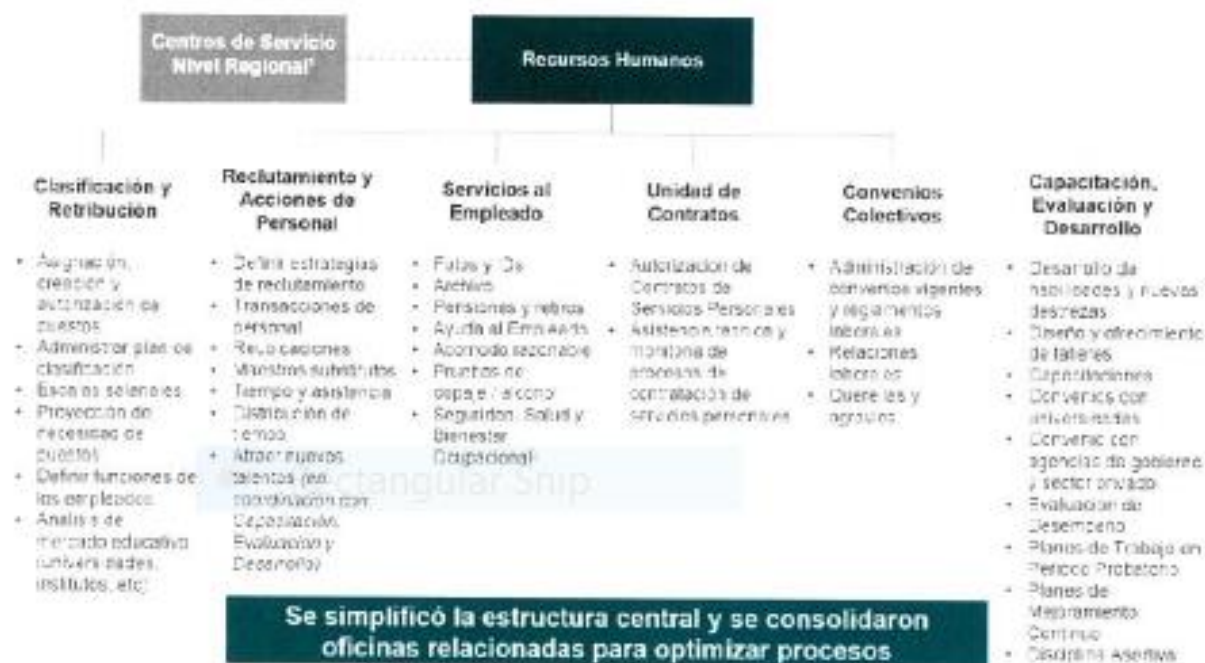 Centros de Servicio
Nivel Regional¹
Recursos Humanos
Clasificación y
Retribución
• Asignación,
creación y
autorización de
puestos
• Administrar plan de
clasificación
• Escalas salariales
• Proyección de
necesidad de
puestos
• Definir funciones de
los empleados
• Analisis de
mercado educativo
(universidades,
institutos, etc)
Reclutamiento y
Acciones de
Personal
• Definir estrategias
de reclutamiento
• Transacciones de
personal
• Reubicaciones
• Maestros substitutos
• Tiempo y asistencia
• Distribución de
tiempo
• Atraer nuevos
talentos (en
coordinación con
Capacitación,
Evaluación y
Desarrollo)
Servicios al
Empleado
• Fotos y IDs
• Archivo
• Pensiones y retiros
• Ayuda al Empleado
• Acomodo razonable
• Pruebas de
dopaje / alcohol
• Seguridad, Salud y
Bienestar
Ocupacional
Unidad de
Contratos
• Autorización de
Contratos de
Servicios Personales
• Asistencia técnica y
monitoria de
procesos de
contratación de
servicios personales
Convenios
Colectivos
• Administración de
convenios vigentes
y reglamentos
laborales
• Relaciones
laborales
• Querellas y
agravios
Capacitación,
Evaluación y
Desarrollo
• Desarrollo de
habilidades y nuevas
destrezas
• Diseño y ofrecimiento
de talleres
• Capacitaciones
• Convenios con
universidades
• Convenio con
agencias de gobierno
y sector privado
• Evaluación de
Desempeño
• Planes de Trabajo en
Periodo Probatorio
• Planes de
Mejoramiento
Continuo
• Disciplina Asertiva
Rectangular Snip
Se simplificó la estructura central y se consolidaron
oficinas relacionadas para optimizar procesos